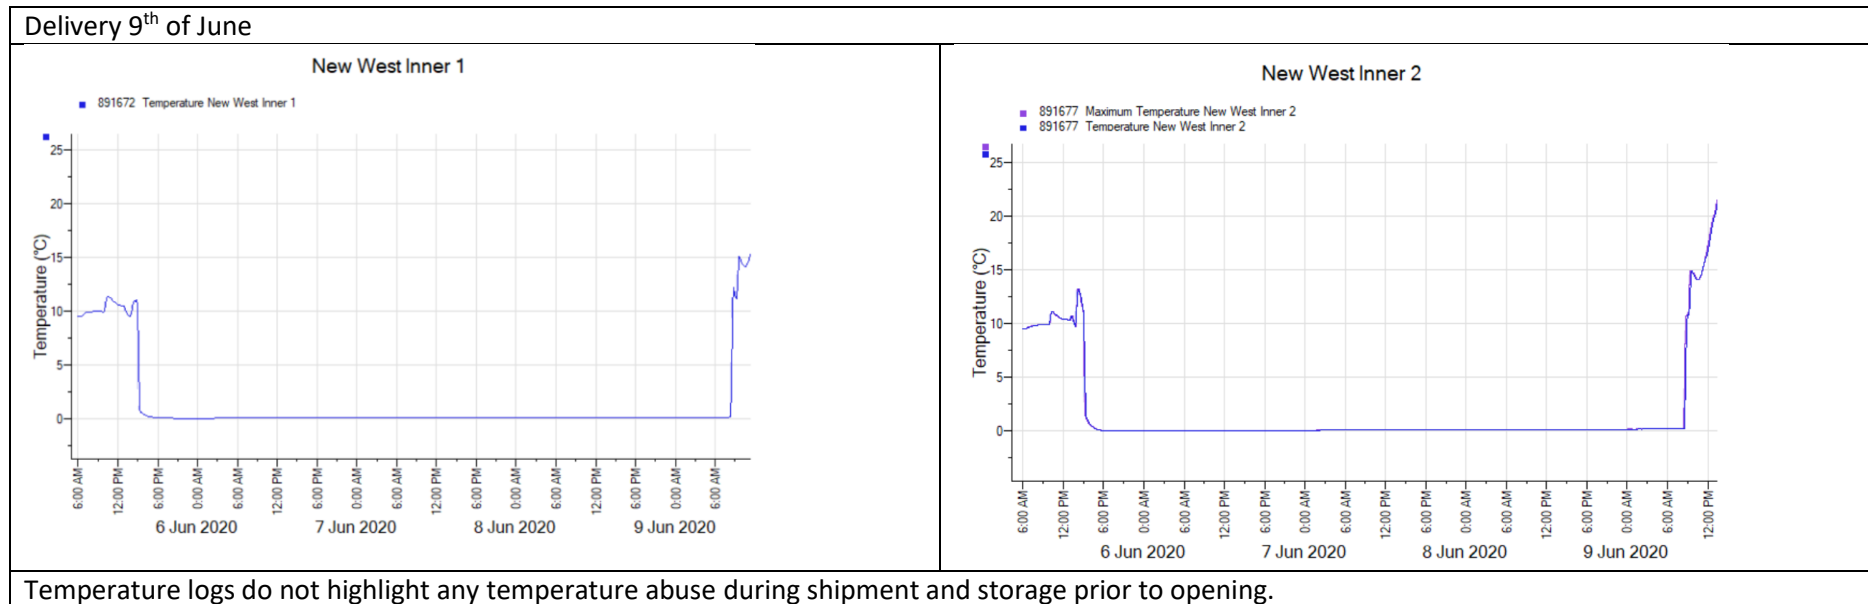 Delivery 9th of June
New West Inner 1
891672 Temperature New West Inner 1
25
20
15
10
5
0
Temperature (°C)
6:00 AM
12:00 PM
6:00 PM
0:00 AM
6:00 AM
12:00 PM
6:00 PM
0:00 AM
6:00 AM
12:00 PM
6:00 PM
0:00 AM
6:00 AM
12:00 PM
6:00 PM
0:00 AM
6:00 AM
6 Jun 2020
7 Jun 2020
8 Jun 2020
9 Jun 2020
New West Inner 2
891677 Maximum Temperature New West Inner 2
891677 Temperature New West Inner 2
25
20
15
10
5
0
Temperature (°C)
6:00 AM
12:00 PM
6:00 PM
0:00 AM
6:00 AM
12:00 PM
6:00 PM
0:00 AM
6:00 AM
12:00 PM
6:00 PM
0:00 AM
6:00 AM
12:00 PM
6:00 PM
0:00 AM
6:00 AM
12:00 PM
6 Jun 2020
7 Jun 2020
8 Jun 2020
9 Jun 2020
Temperature logs do not highlight any temperature abuse during shipment and storage prior to opening.